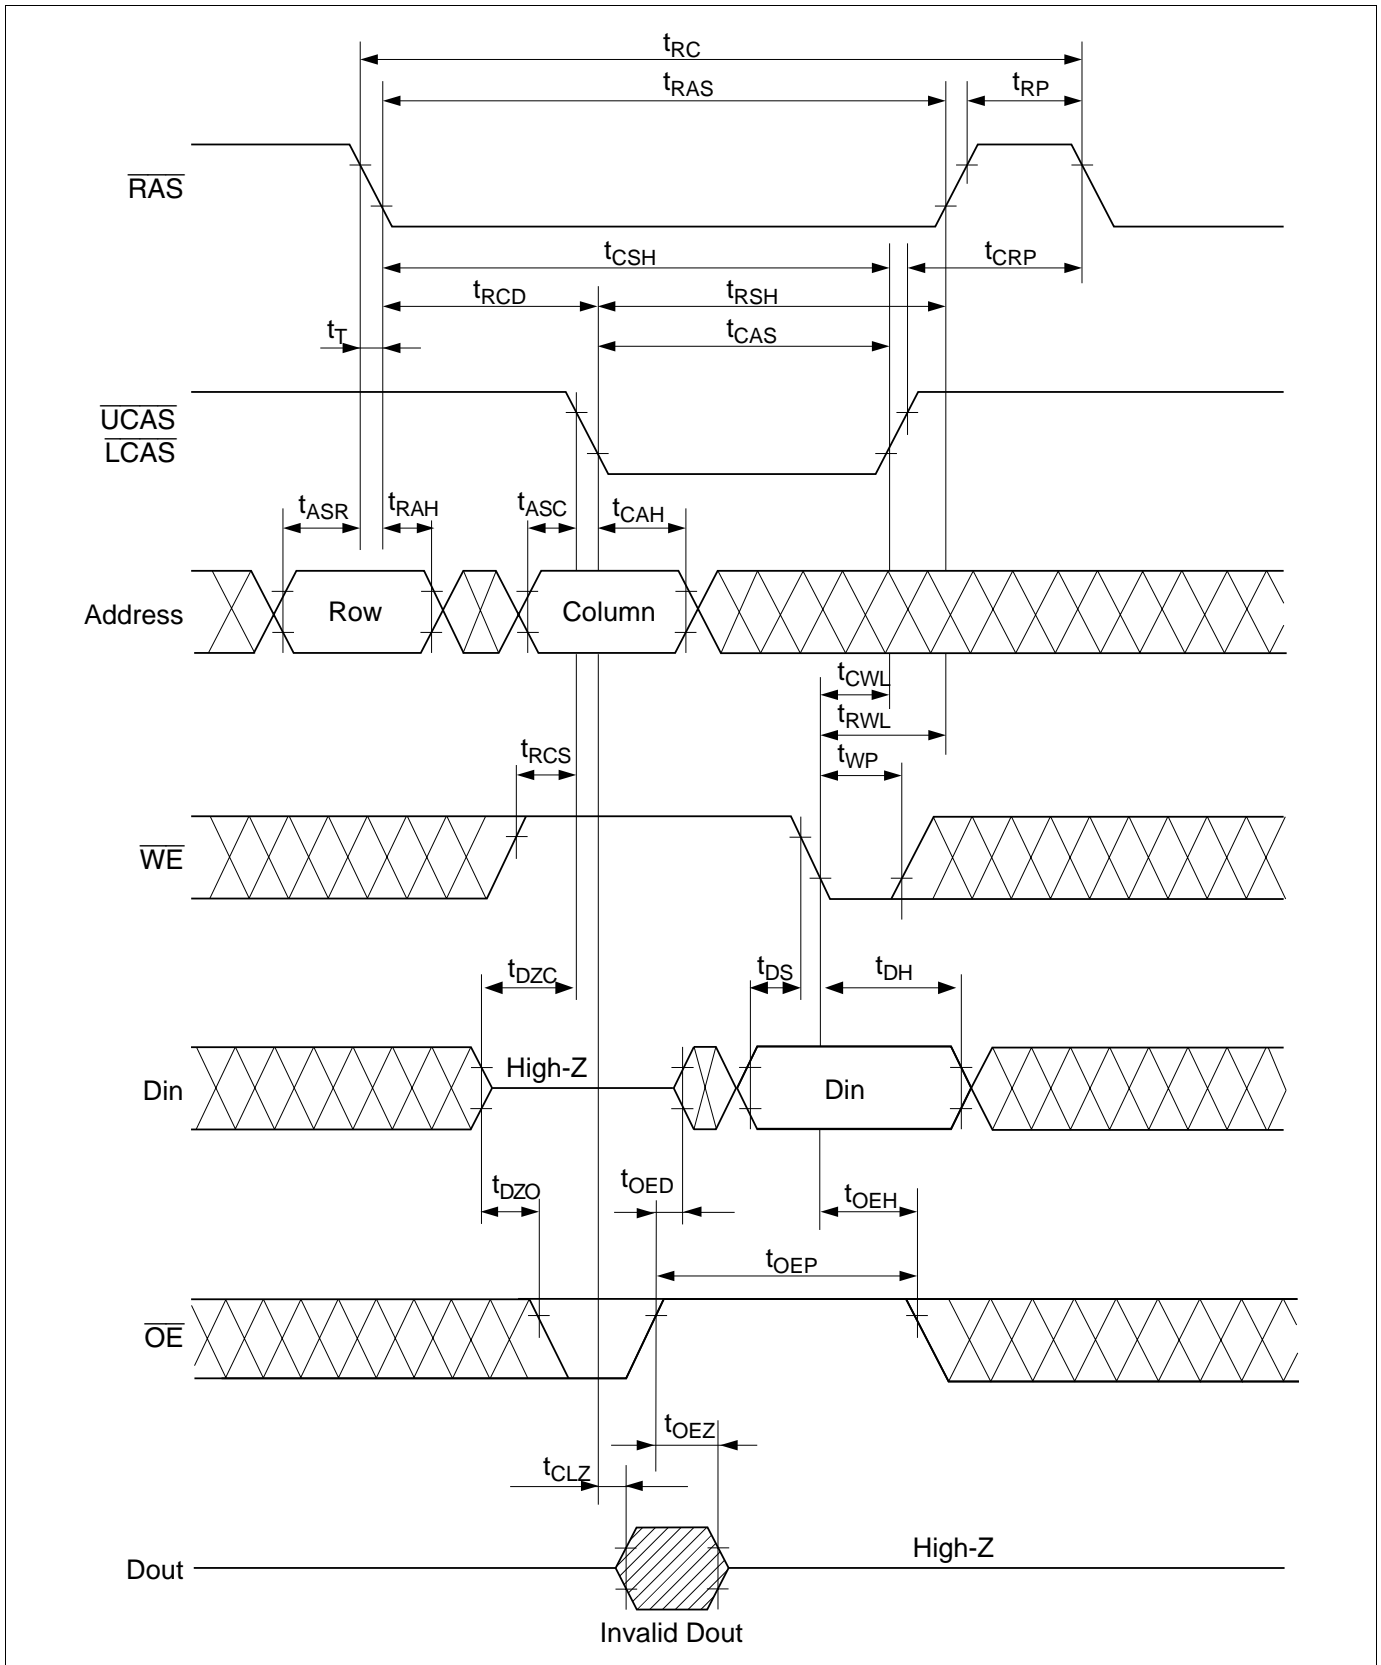 tRC
tRAS
tRP
RAS
tCSH
tCRP
tRCD
tRSH
tT
tCAS
UCAS
LCAS
tASR
tRAH
tASC
tCAH
Address
Row
Column
tCWL
tRWL
tRCS
tWP
WE
tDZC
tDS
tDH
High-Z
Din
Din
tDZO
tOED
tOEH
tOEP
OE
tOEZ
tCLZ
High-Z
Dout
Invalid Dout